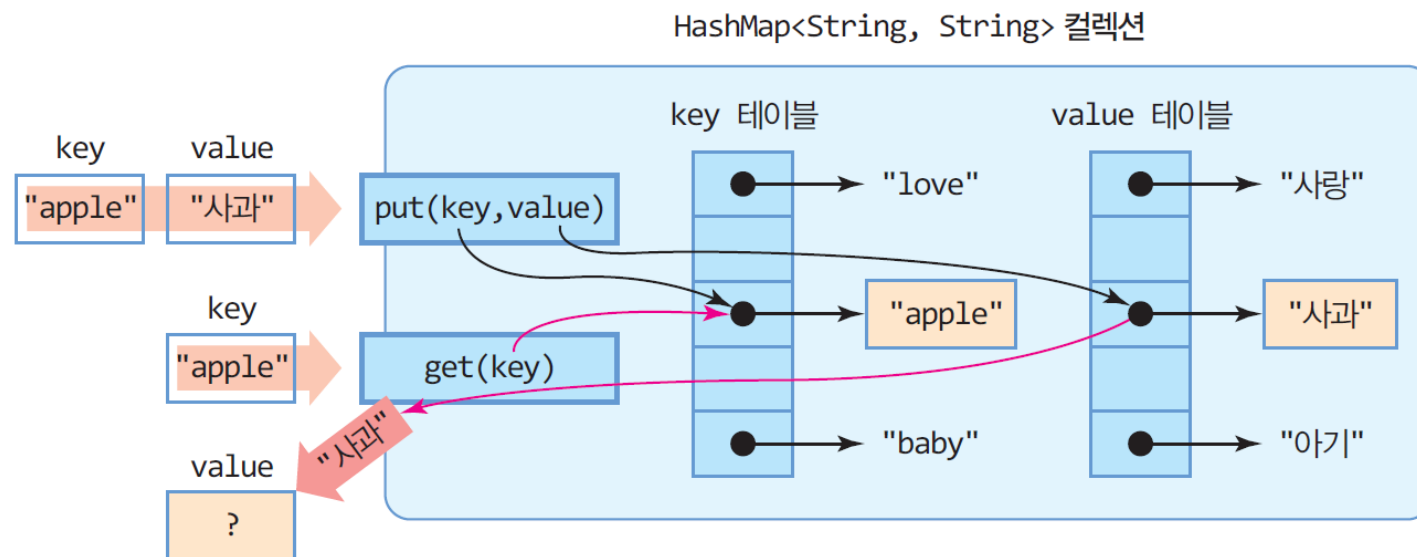 HashMap<String, String> 컬렉션
key 테이블
value 테이블
key
value
"apple"
"사과"
put(key,value)
"love"
"사랑"
"apple"
"사과"
key
"apple"
get(key)
"사과"
"baby"
"아기"
value
?